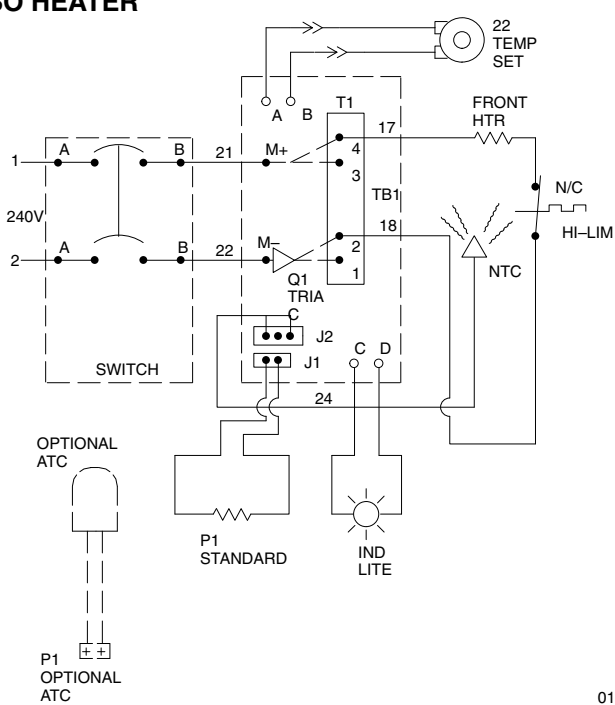 SO HEATER
22
TEMP
SET
A B T1
FRONT
HTR
17
1 A B 21 M+ 4
3
N/C
240V TB1
HI–LIM
18
2 A B 22 M– 2
1
NTC
Q1
TRIA
C
J2
J1
C D
SWITCH
24
OPTIONAL
ATC
P1
STANDARD
IND
LITE
+ +
P1
OPTIONAL
ATC
01